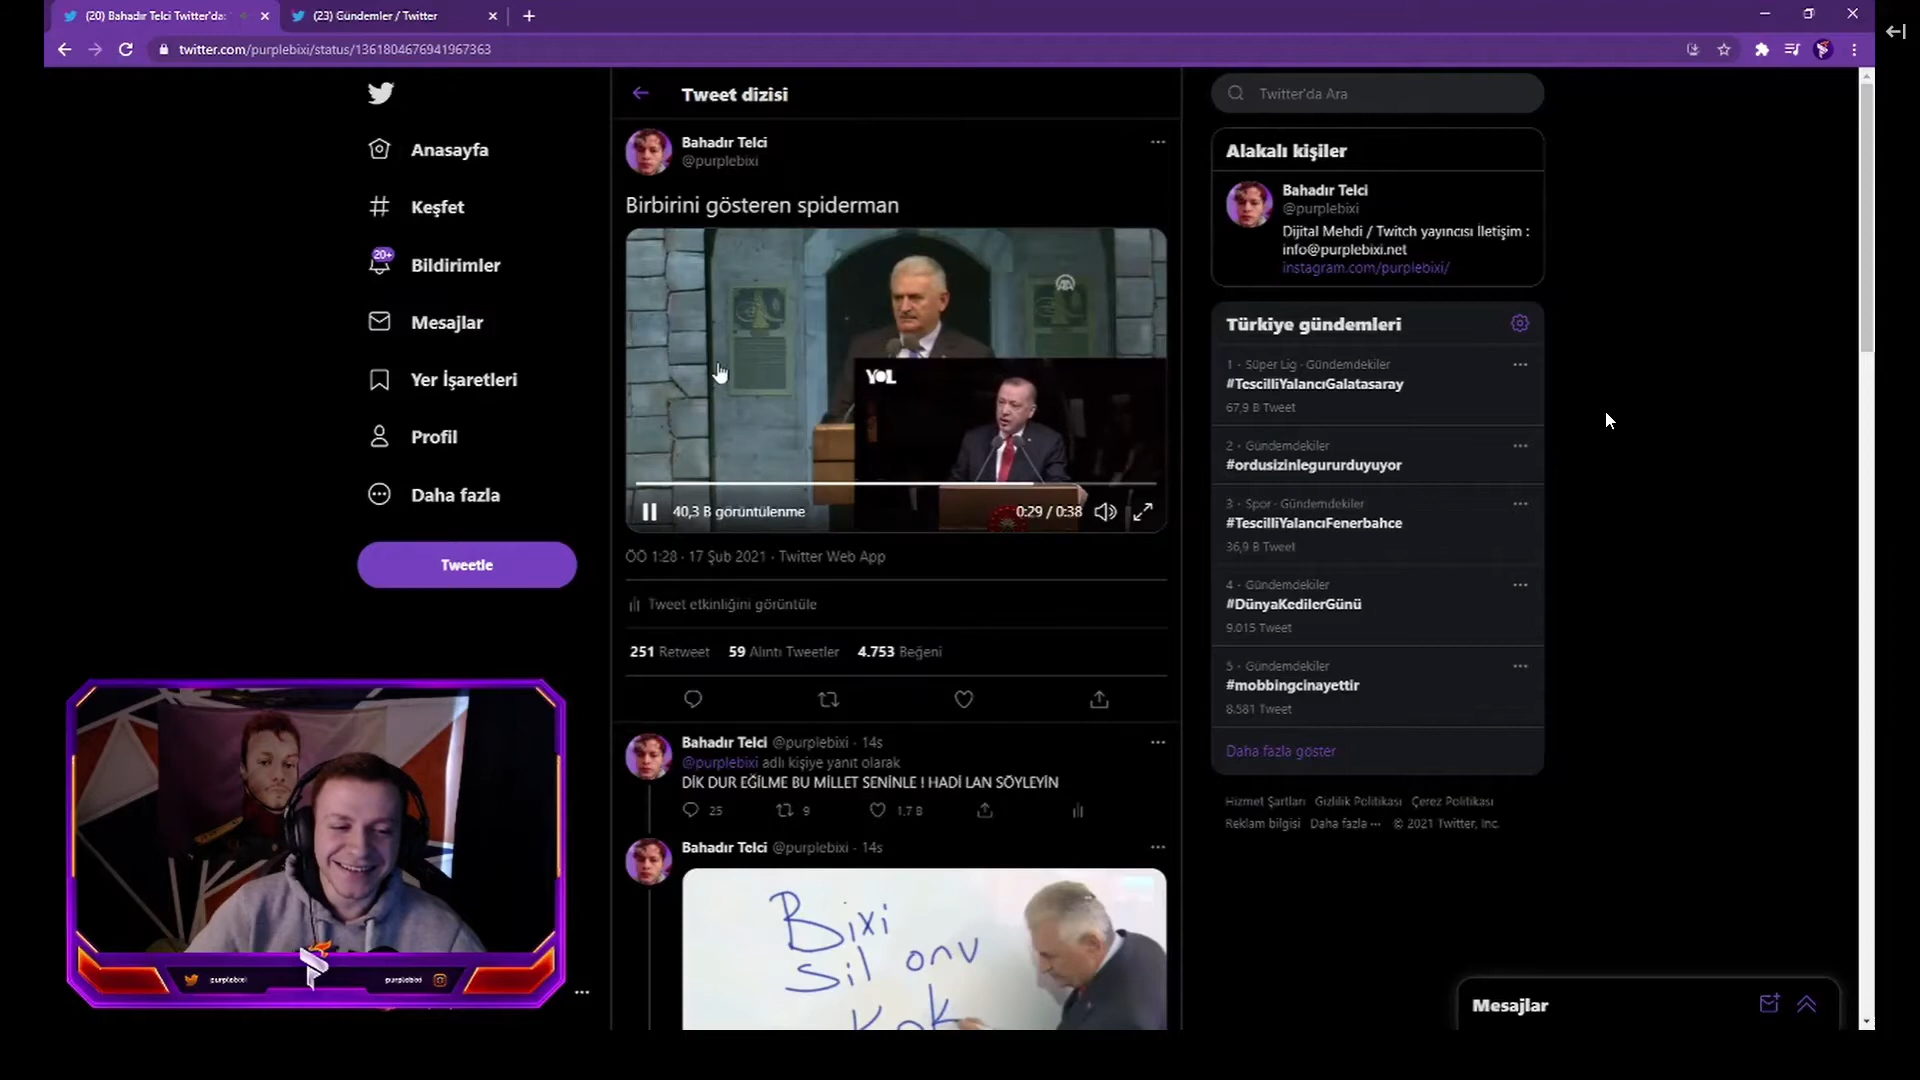 (20) Bahadır Telci Twitter'da:
(23) Gündemler / Twitter
twitter.com/purplebixi/status/1361804676941967363
Anasayfa
Keşfet
20+
Bildirimler
Mesajlar
Yer İşaretleri
Profil
Daha fazla
Tweetle
purplebixi
purplebixi
Tweet dizisi
Bahadır Telci
@purplebixi
Birbirini gösteren spiderman
YOL
40,3 B görüntülenme
0:29 / 0:38
ÖÖ 1:28 · 17 Şub 2021 · Twitter Web App
Tweet etkinliğini görüntüle
251 Retweet 59 Alıntı Tweetler 4.753 Beğeni
Bahadır Telci @purplebixi · 14s
@purplebixi adlı kişiye yanıt olarak
DİK DUR EĞİLME BU MİLLET SENİNLE ! HADİ LAN SÖYLEYİN
25 9 1.7 B
Bahadır Telci @purplebixi · 14s
Bixi
sil onu
Twitter'da Ara
Alakalı kişiler
Bahadır Telci
@purplebixi
Dijital Mehdi / Twitch yayıncısı İletişim :
info@purplebixi.net
instagram.com/purplebixi/
Türkiye gündemleri
1 · Süper Lig · Gündemdekiler
#TescilliYalancıGalatasaray
67,9 B Tweet
2 · Gündemdekiler
#ordusizinlegururduyuyor
3 · Spor · Gündemdekiler
#TescilliYalancıFenerbahce
36,9 B Tweet
4 · Gündemdekiler
#DünyaKedilerGünü
9.015 Tweet
5 · Gündemdekiler
#mobbingcinayettir
8.581 Tweet
Daha fazla göster
Hizmet Şartları Gizlilik Politikası Çerez Politikası
Reklam bilgisi Daha fazla ··· © 2021 Twitter, Inc.
Mesajlar